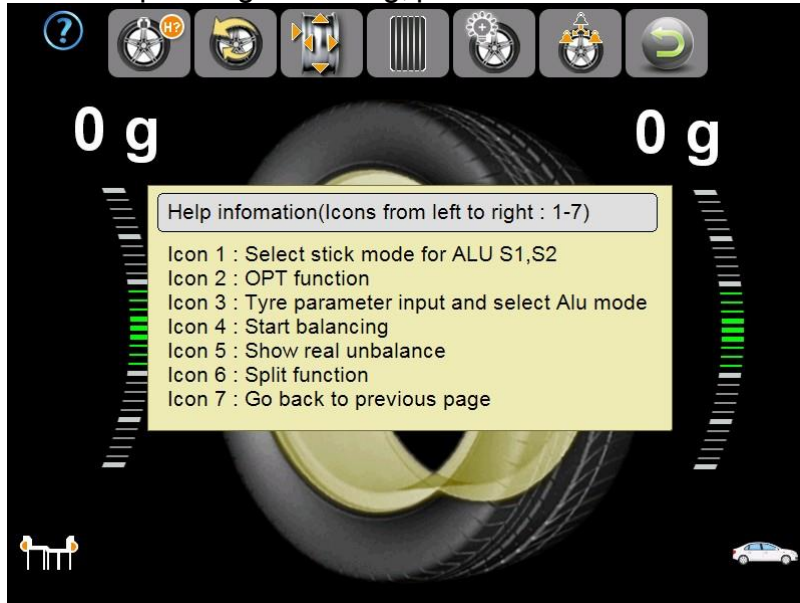 ?
H?
0 g
0 g
Help infomation(Icons from left to right : 1-7)
Icon 1 : Select stick mode for ALU S1,S2
Icon 2 : OPT function
Icon 3 : Tyre parameter input and select Alu mode
Icon 4 : Start balancing
Icon 5 : Show real unbalance
Icon 6 : Split function
Icon 7 : Go back to previous page